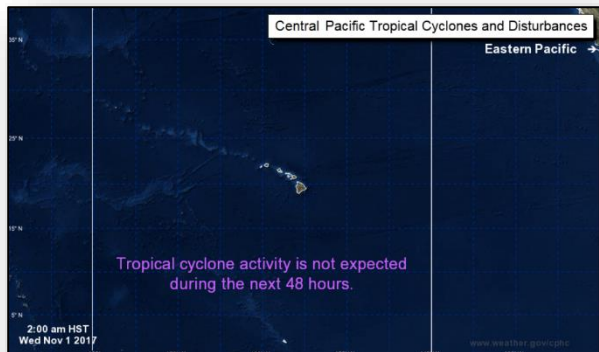 Central Pacific Tropical Cyclones and Disturbances
Eastern Pacific →
35° N
25° N
15° N
5° N
Tropical cyclone activity is not expected
during the next 48 hours.
2:00 am HST
Wed Nov 1 2017
www.weather.gov/cphc